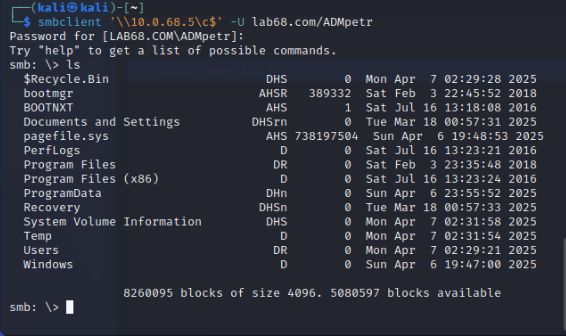 ┌──(kali㉿kali)-[~]
└─$ smbclient '\\10.0.68.5\c$' -U lab68.com/ADMpetr
Password for [LAB68.COM\ADMpetr]:
Try "help" to get a list of possible commands.
smb: \> ls
  $Recycle.Bin                      DHS        0  Mon Apr  7 02:29:28 2025
  bootmgr                          AHSR   389332  Sat Feb  3 22:45:52 2018
  BOOTNXT                           AHS        1  Sat Jul 16 13:18:08 2016
  Documents and Settings          DHSrn        0  Tue Mar 18 00:57:31 2025
  pagefile.sys                      AHS 738197504  Sun Apr  6 19:48:53 2025
  PerfLogs                            D        0  Sat Jul 16 13:23:21 2016
  Program Files                      DR        0  Sat Feb  3 23:35:48 2018
  Program Files (x86)                 D        0  Sat Jul 16 13:23:24 2016
  ProgramData                       DHn        0  Sun Apr  6 23:55:52 2025
  Recovery                         DHSn        0  Tue Mar 18 00:57:33 2025
  System Volume Information         DHS        0  Mon Apr  7 02:31:58 2025
  Temp                                D        0  Mon Apr  7 02:31:54 2025
  Users                              DR        0  Mon Apr  7 02:29:21 2025
  Windows                             D        0  Sun Apr  6 19:47:00 2025
8260095 blocks of size 4096. 5080597 blocks available
smb: \>